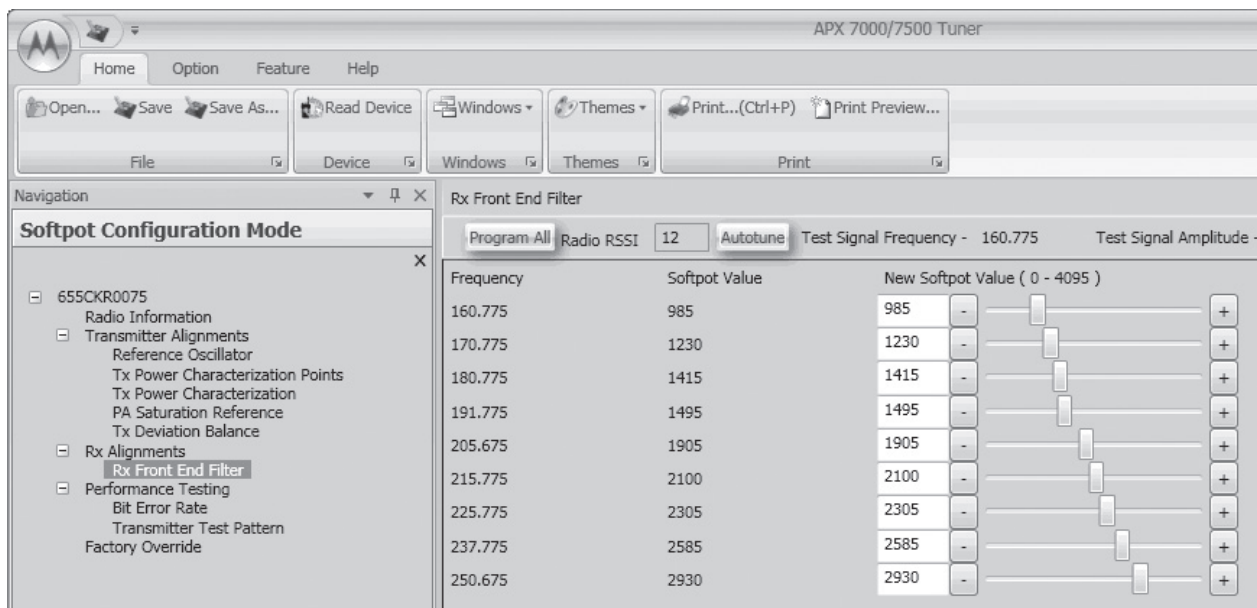 APX 7000/7500 Tuner
Home Option Feature Help
Open... Save Save As... Read Device Windows Themes Print...(Ctrl+P) Print Preview...
File Device Windows Themes Print
Navigation
Softpot Configuration Mode
655CKR0075
Radio Information
Transmitter Alignments
Reference Oscillator
Tx Power Characterization Points
Tx Power Characterization
PA Saturation Reference
Tx Deviation Balance
Rx Alignments
Rx Front End Filter
Performance Testing
Bit Error Rate
Transmitter Test Pattern
Factory Override
Rx Front End Filter
Program All Radio RSSI 12 Autotune Test Signal Frequency - 160.775 Test Signal Amplitude -
Frequency Softpot Value New Softpot Value ( 0 - 4095 )
160.775 985 985 - +
170.775 1230 1230 - +
180.775 1415 1415 - +
191.775 1495 1495 - +
205.675 1905 1905 - +
215.775 2100 2100 - +
225.775 2305 2305 - +
237.775 2585 2585 - +
250.675 2930 2930 - +